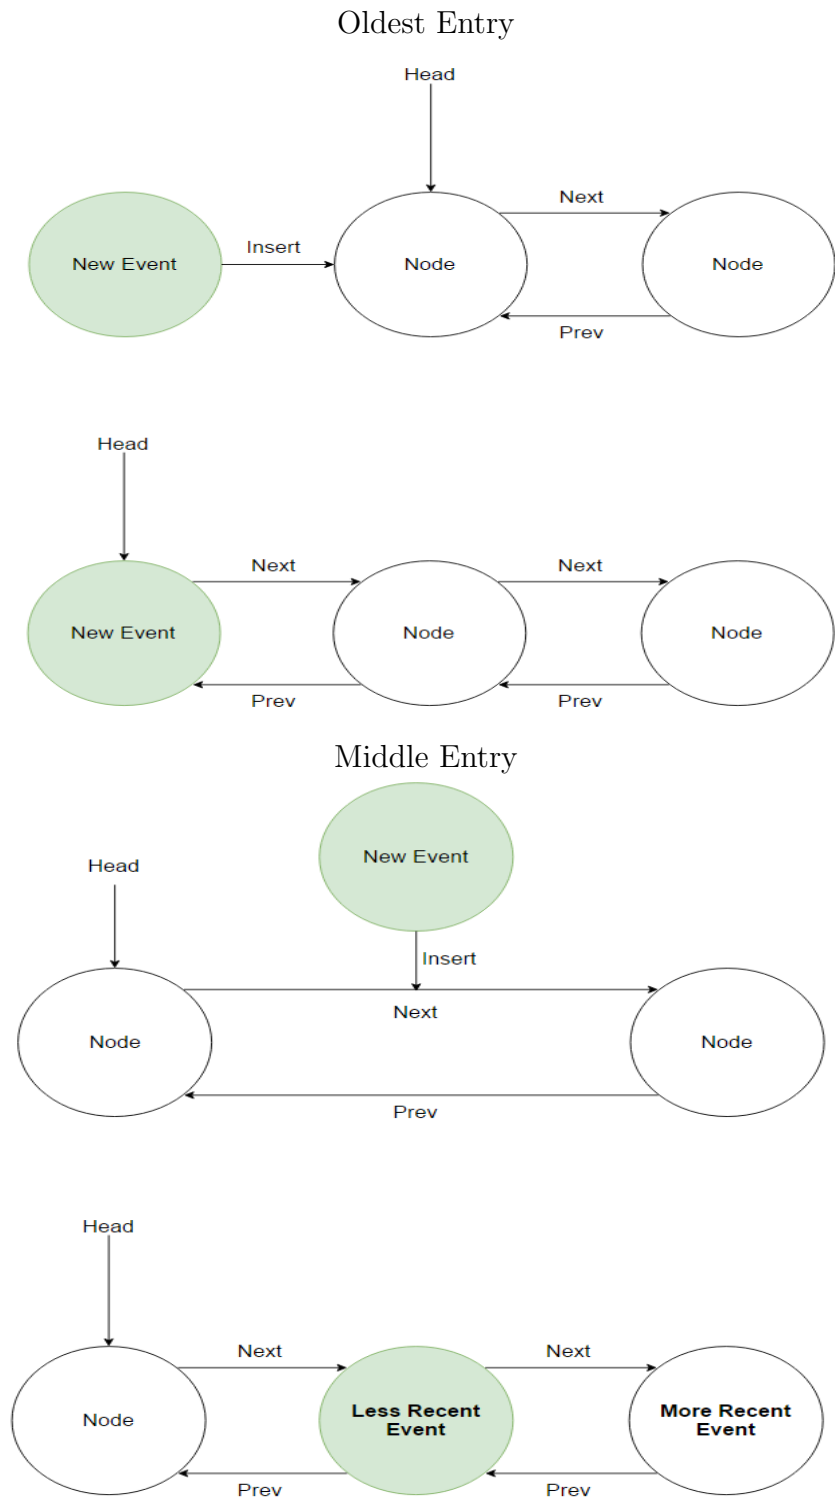 Oldest Entry
Head
Next
New Event
Insert
Node
Node
Prev
Head
Next
Next
New Event
Node
Node
Prev
Prev
Middle Entry
New Event
Head
Insert
Next
Node
Node
Prev
Head
Next
Next
Node
Less Recent
Event
More Recent
Event
Prev
Prev